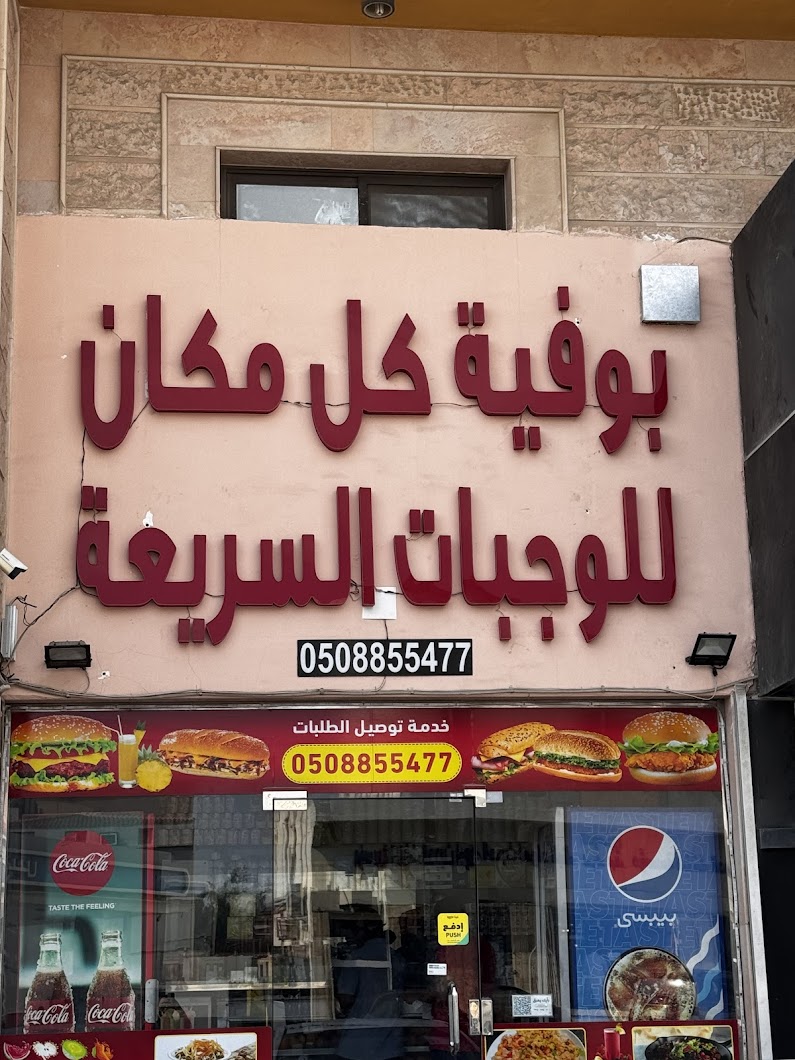 بوفية كل مكان
للوجبات السريعة
0508855477
خدمة توصيل الطلبات
0508855477
Coca-Cola
TASTE THE FEELING
بيبسي
إدفع
PUSH
Coca-Cola
Coca-Cola